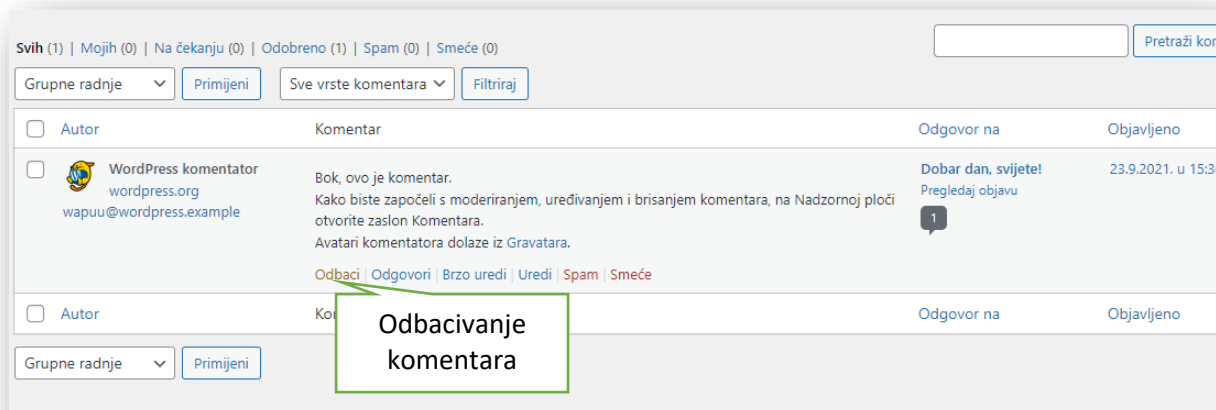 Svih (1) | Mojih (0) | Na čekanju (0) | Odobreno (1) | Spam (0) | Smeće (0)
Pretraži
Grupne radnje Primijeni Sve vrste komentara Filtriraj
Autor Komentar Odgovor na Objavljeno
WordPress komentator
wordpress.org
wapuu@wordpress.example
Bok, ovo je komentar.
Kako biste započeli s moderiranjem, uređivanjem i brisanjem komentara, na Nadzornoj ploči
otvorite zaslon Komentara.
Avatari komentatora dolaze iz Gravatara.
Odbaci | Odgovori | Brzo uredi | Uredi | Spam | Smeće
Dobar dan, svijete!
Pregledaj objavu
1
23.9.2021. u
Autor Odgovor na Objavljeno
Odbacivanje
komentara
Grupne radnje Primijeni